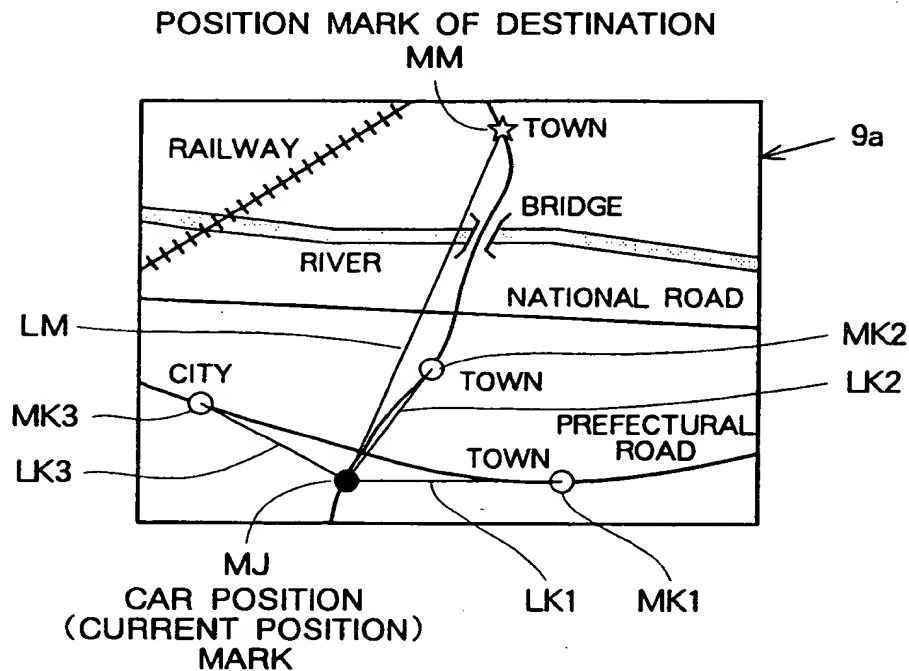 POSITION MARK OF DESTINATION
MM
TOWN
9a
RAILWAY
BRIDGE
RIVER
NATIONAL ROAD
LM
MK2
CITY
TOWN
LK2
MK3
PREFECTURAL
ROAD
TOWN
LK3
MJ
LK1
MK1
CAR POSITION
(CURRENT POSITION)
MARK